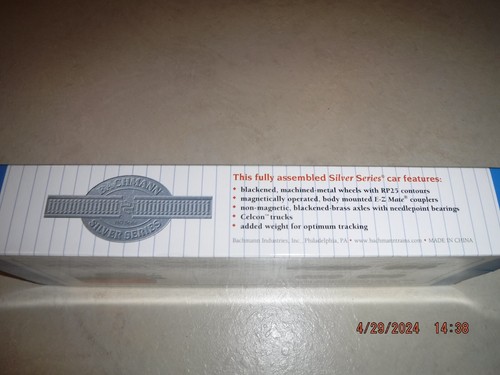 BACHMANN
SILVER SERIES
This fully assembled Silver Series® car features:
• blackened, machined-metal wheels with RP25 contours
• magnetically operated, body mounted E-Z Mate® couplers
• non-magnetic, blackened-brass axles with needlepoint bearings
• Celcon™ trucks
• added weight for optimum tracking
Bachmann Industries, Inc., Philadelphia, PA • www.bachmanntrains.com • MADE IN CHINA
4/29/2024 14:38